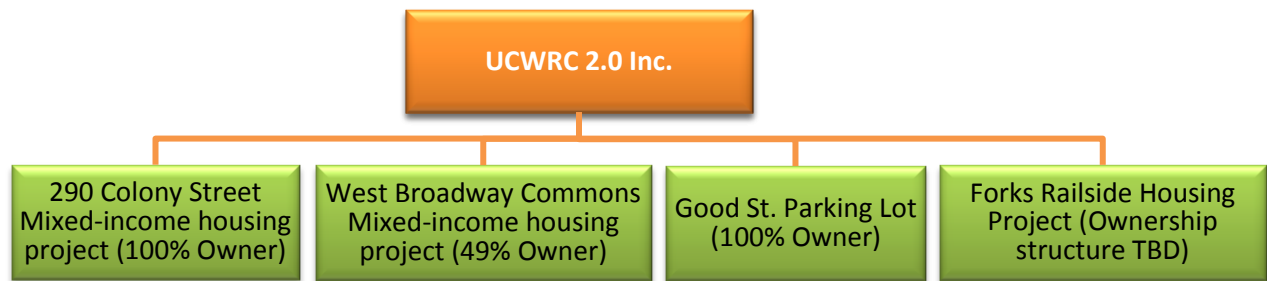 UCWRC 2.0 Inc.
290 Colony Street
Mixed-income housing
project (100% Owner)
West Broadway Commons
Mixed-income housing
project (49% Owner)
Good St. Parking Lot
(100% Owner)
Forks Railside Housing
Project (Ownership
structure TBD)